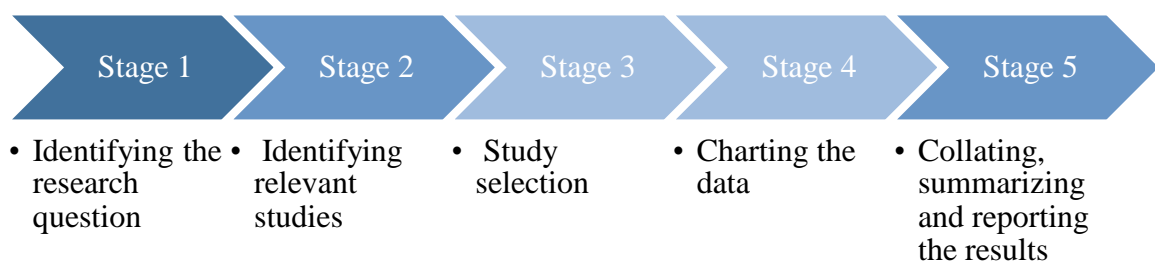 Stage 1
Stage 2
Stage 3
Stage 4
Stage 5
• Identifying the
research
question
• Identifying
relevant
studies
• Study
selection
• Charting the
data
• Collating,
summarizing
and reporting
the results